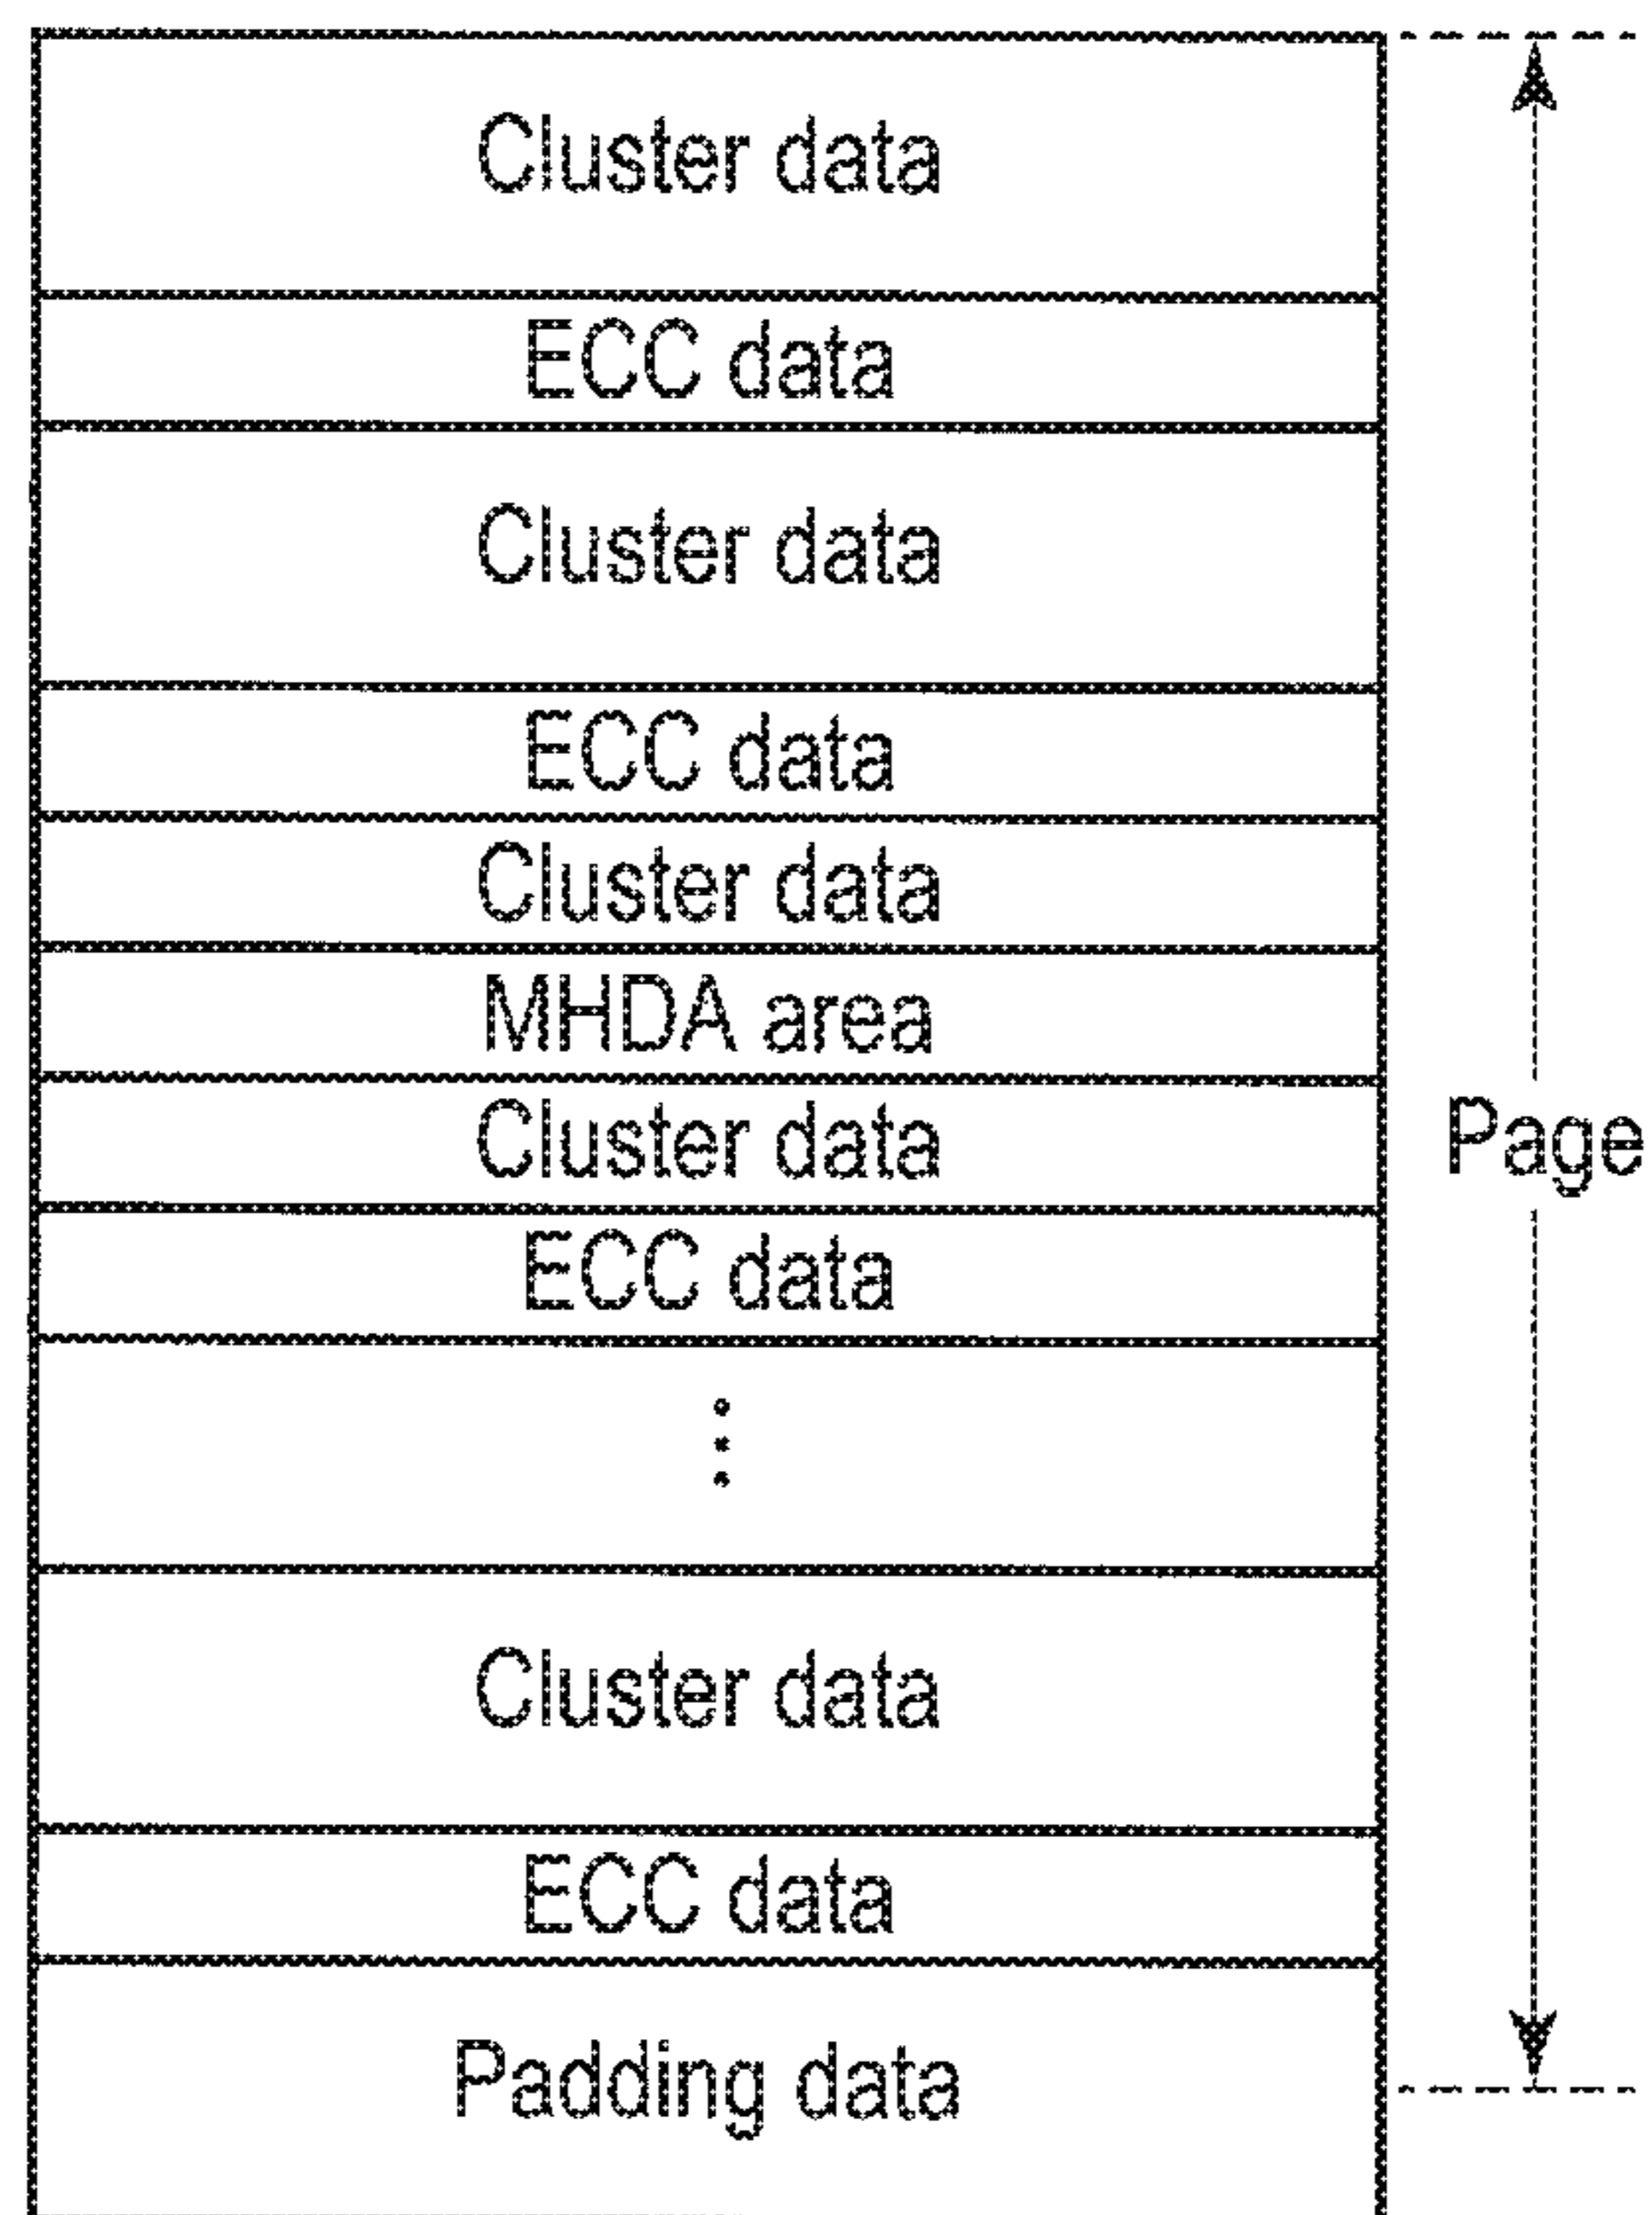 Cluster data
ECC data
Cluster data
ECC data
Cluster data
MHDA area
Cluster data
Page
ECC data
⋮
Cluster data
ECC data
Padding data